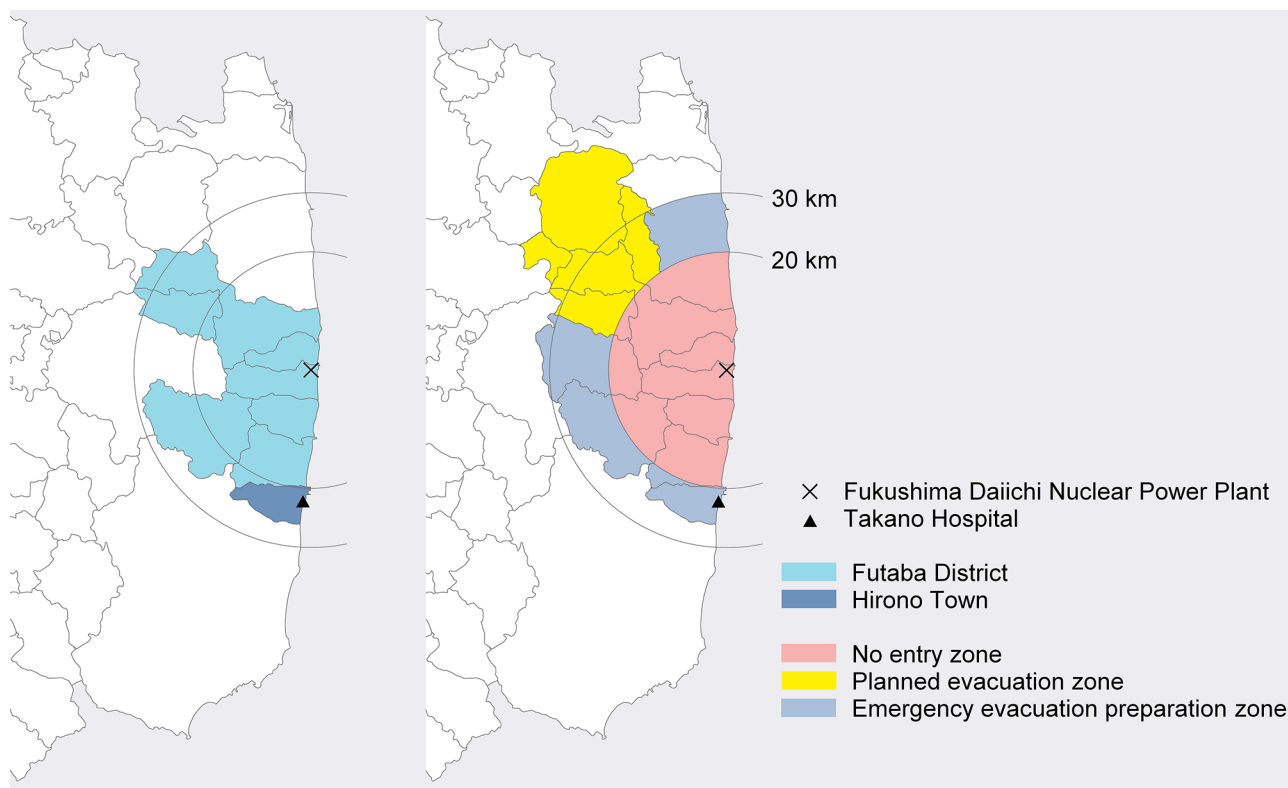 30 km
20 km
Fukushima Daiichi Nuclear Power Plant
Takano Hospital
Futaba District
Hirono Town
No entry zone
Planned evacuation zone
Emergency evacuation preparation zone